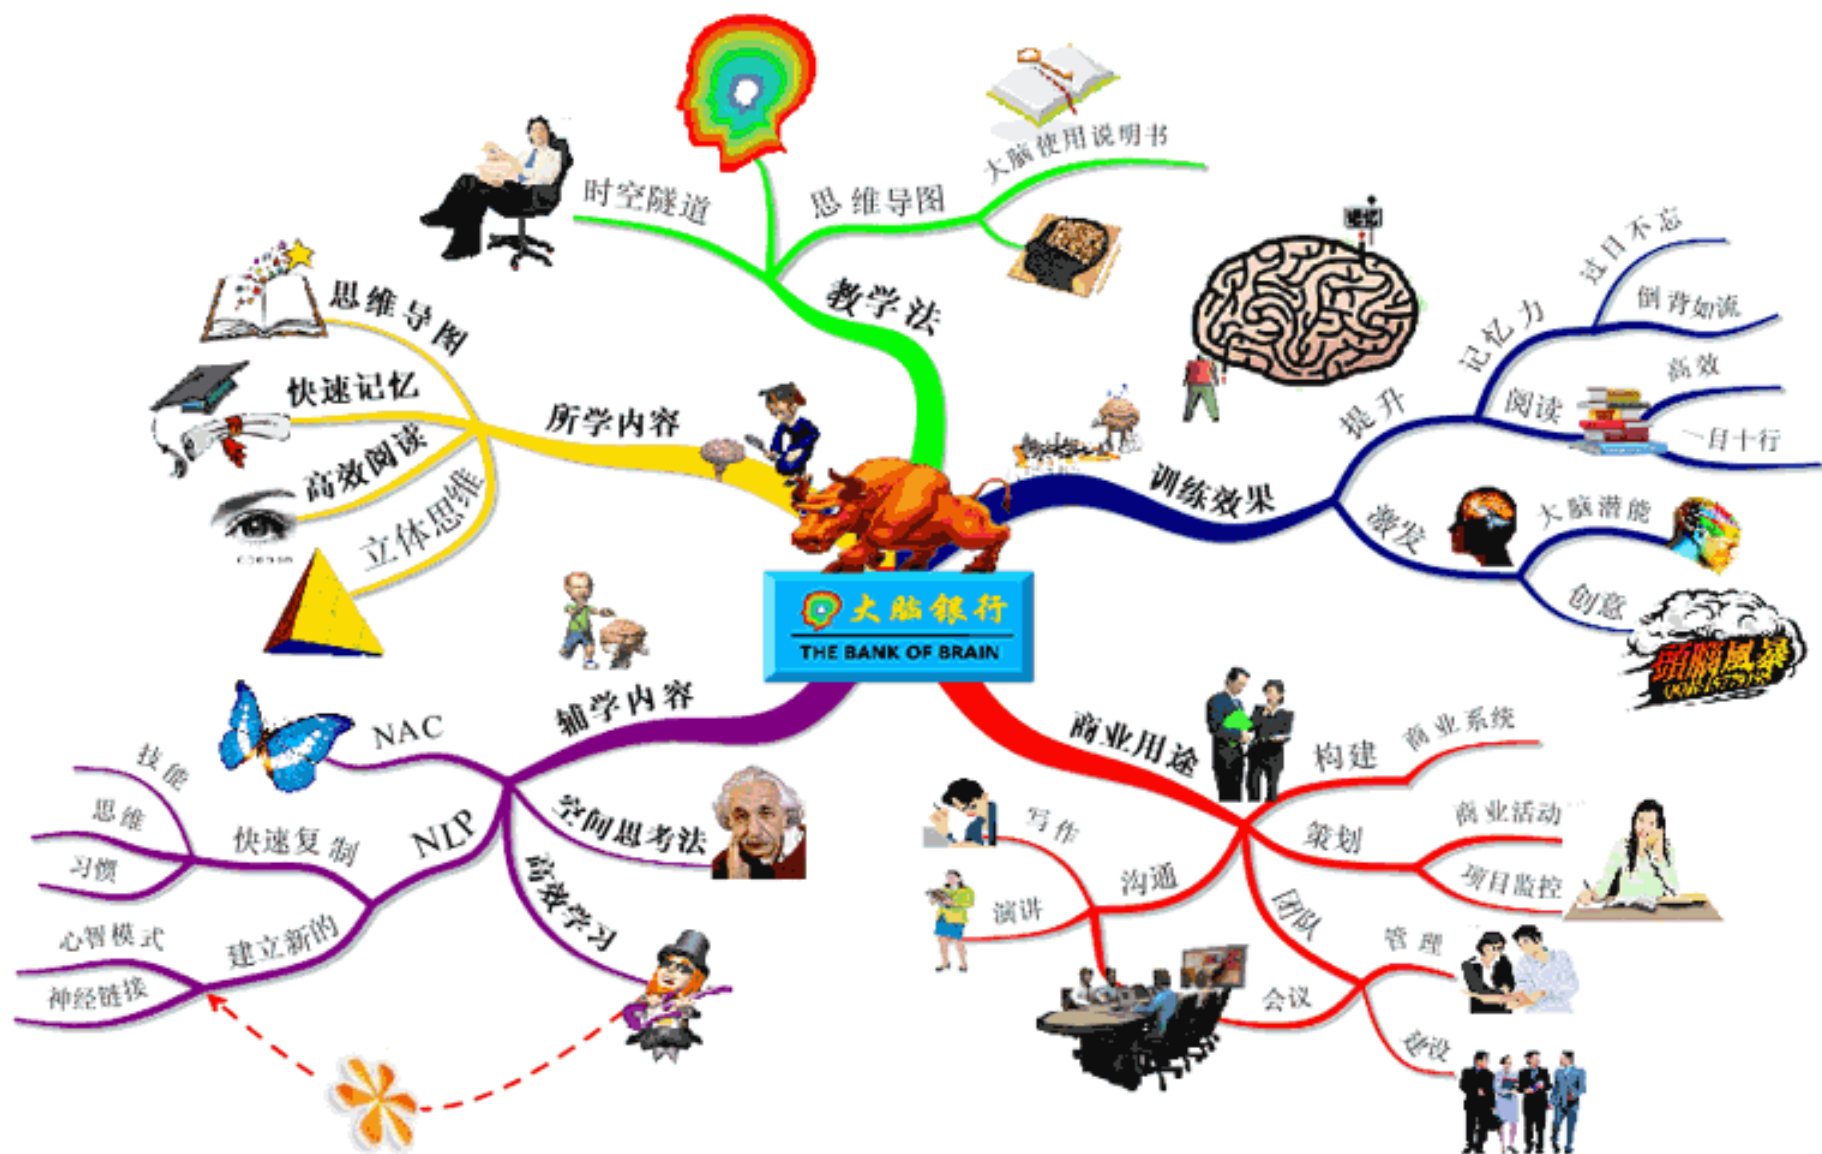 大脑银行
THE BANK OF BRAIN
教学法
时空隧道
思维导图
大脑使用说明书
训练效果
提升
记忆力
过目不忘
倒背如流
阅读
高效
一目十行
激发
大脑潜能
创意
頭腦風暴
商业用途
构建
商业系统
策划
商业活动
项目监控
团队
管理
建设
会议
沟通
写作
演讲
辅学内容
NAC
空间思考法
高效学长
NLP
快速复制
技能
思维
习惯
建立新的
心智模式
神经链接
所学内容
思维导图
快速记忆
高效阅读
立体思维